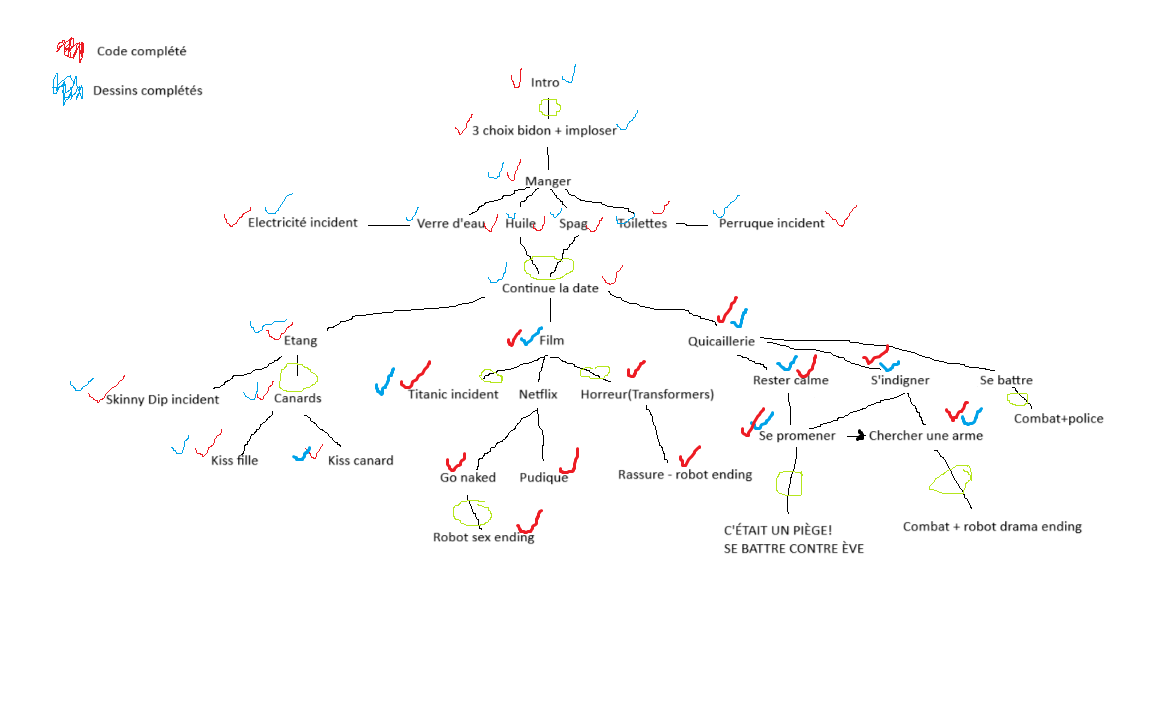 Code complété
Dessins complétés
Intro
3 choix bidon + imploser
Manger
Electricité incident
Verre d'eau
Huile
Spag
Toilettes
Perruque incident
Continue la date
Etang
Film
Quicaillerie
Skinny Dip incident
Canards
Titanic incident
Netflix
Horreur(Transformers)
Rester calme
S'indigner
Se battre
Combat+police
Kiss fille
Kiss canard
Se promener
Chercher une arme
Go naked
Pudique
Rassure - robot ending
Robot sex ending
C'ÉTAIT UN PIÈGE!
SE BATTRE CONTRE ÈVE
Combat + robot drama ending